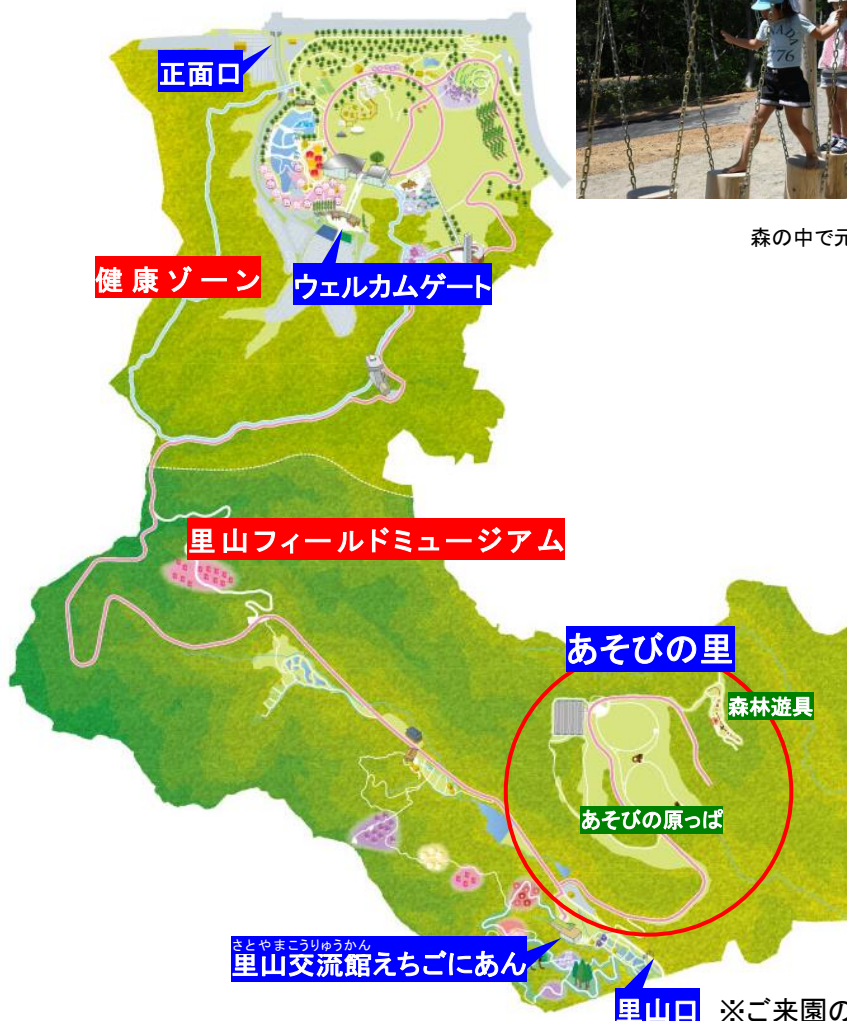 正面口
森の中で元
健康ゾーン
ウェルカムゲート
里山フィールドミュージアム
あそびの里
森林遊具
あそびの原っぱ
さとやまこうりゅうかん
里山交流館えちごにあん
里山口 ※ご来園の